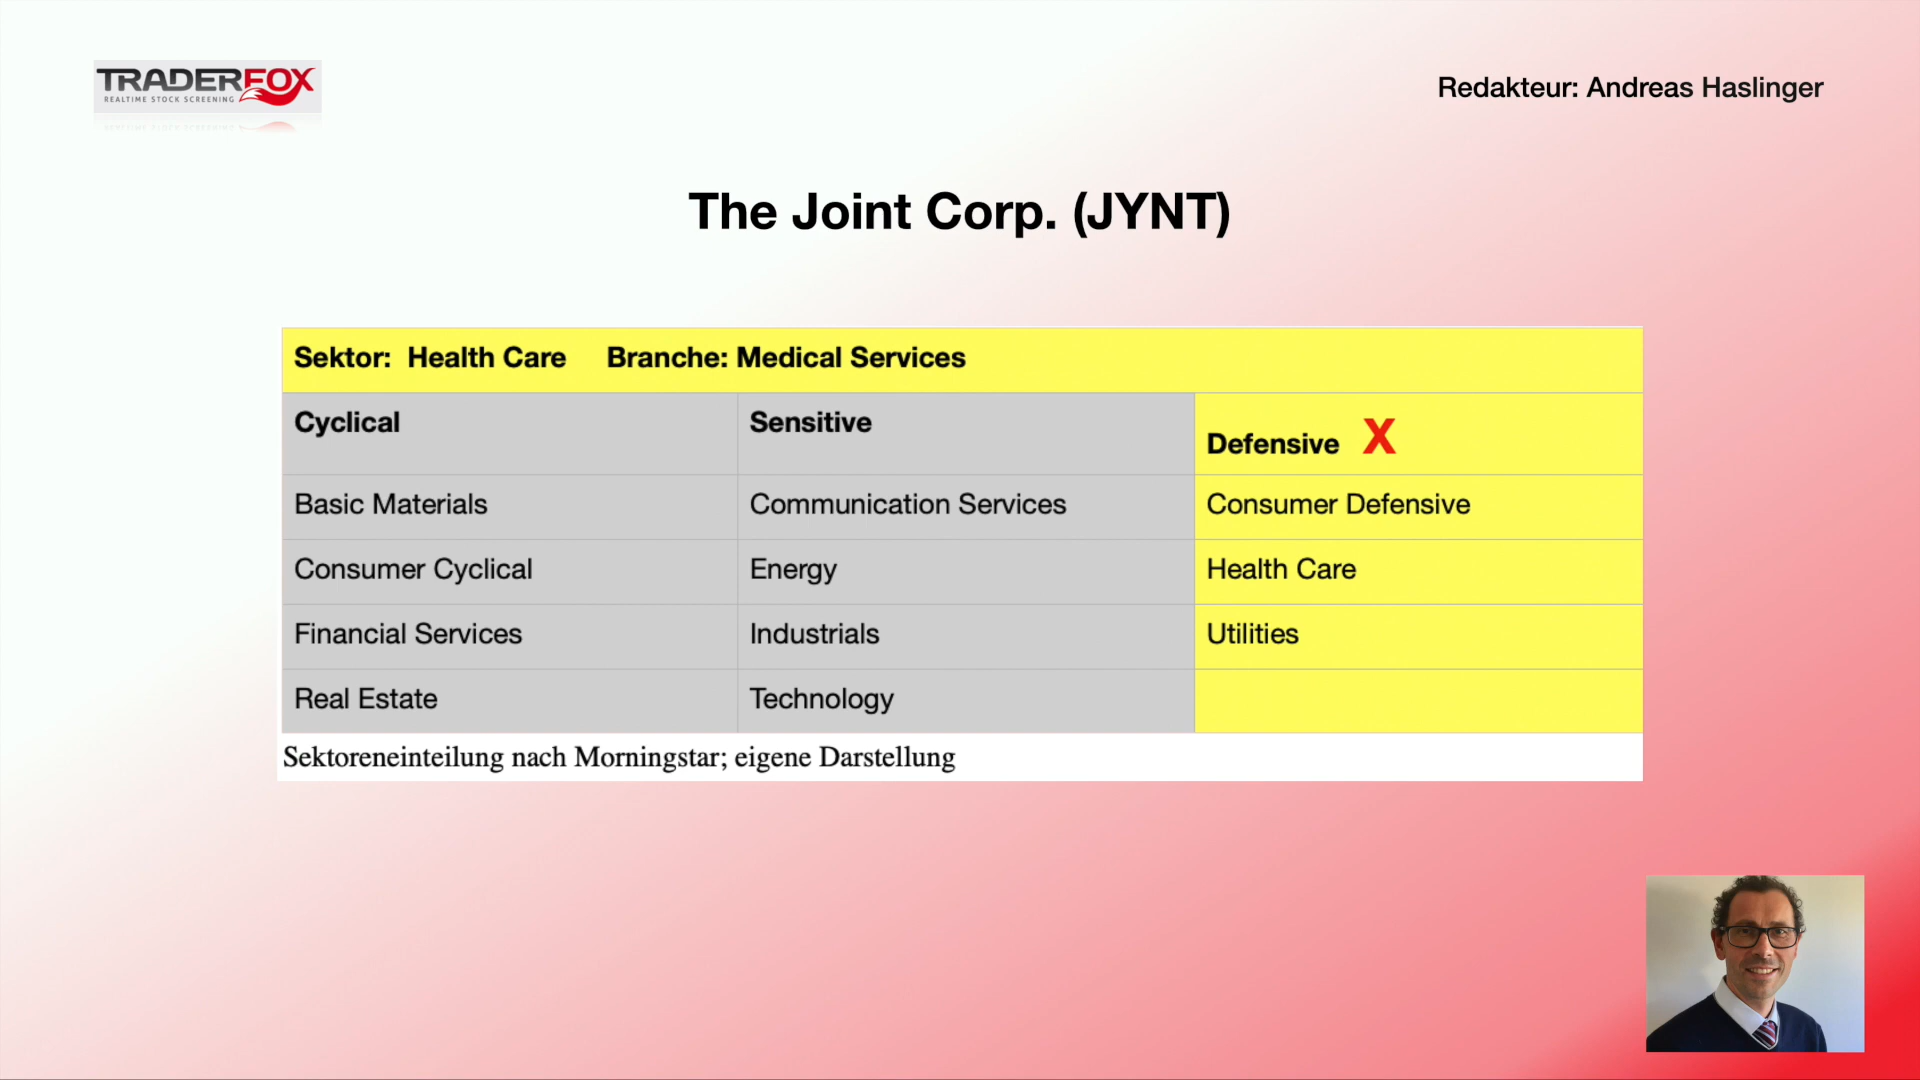 TRADERFOX
REALTIME STOCK SCREENING
Redakteur: Andreas Haslinger
The Joint Corp. (JYNT)
Sektor: Health Care Branche: Medical Services
Cyclical Sensitive Defensive X
Basic Materials Communication Services Consumer Defensive
Consumer Cyclical Energy Health Care
Financial Services Industrials Utilities
Real Estate Technology
Sektoreneinteilung nach Morningstar; eigene Darstellung